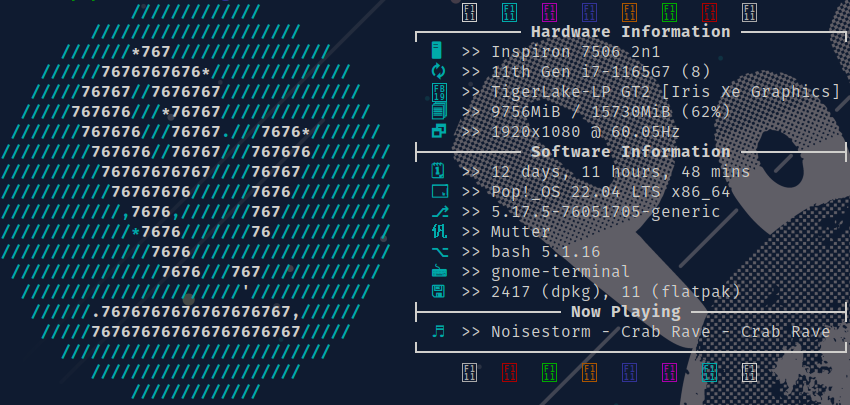 /////////////
/////////////////////
///////*767////////////////
//////7676767676*//////////////
/////76767//7676767//////////////
/////767676///*76767///////////////
///////767676///76767.///7676*///////
/////////767676//76767///767676////////
//////////76767676767////76767/////////
///////////76767676//////7676//////////
////////////,7676,///////767///////////
/////////////*7676///////76////////////
///////////////7676////////////////////
///////////////7676///767////////////
//////////////////////'////////////
//////.7676767676767676767,//////
/////767676767676767676767/////
///////////////////////////
/////////////////////
/////////////
Hardware Information
>> Inspiron 7506 2n1
>> 11th Gen i7-1165G7 (8)
>> TigerLake-LP GT2 [Iris Xe Graphics]
>> 9756MiB / 15730MiB (62%)
>> 1920x1080 @ 60.05Hz
Software Information
>> 12 days, 11 hours, 48 mins
>> Pop!_OS 22.04 LTS x86_64
>> 5.17.5-76051705-generic
>> Mutter
>> bash 5.1.16
>> gnome-terminal
>> 2417 (dpkg), 11 (flatpak)
Now Playing
>> Noisestorm - Crab Rave - Crab Rave